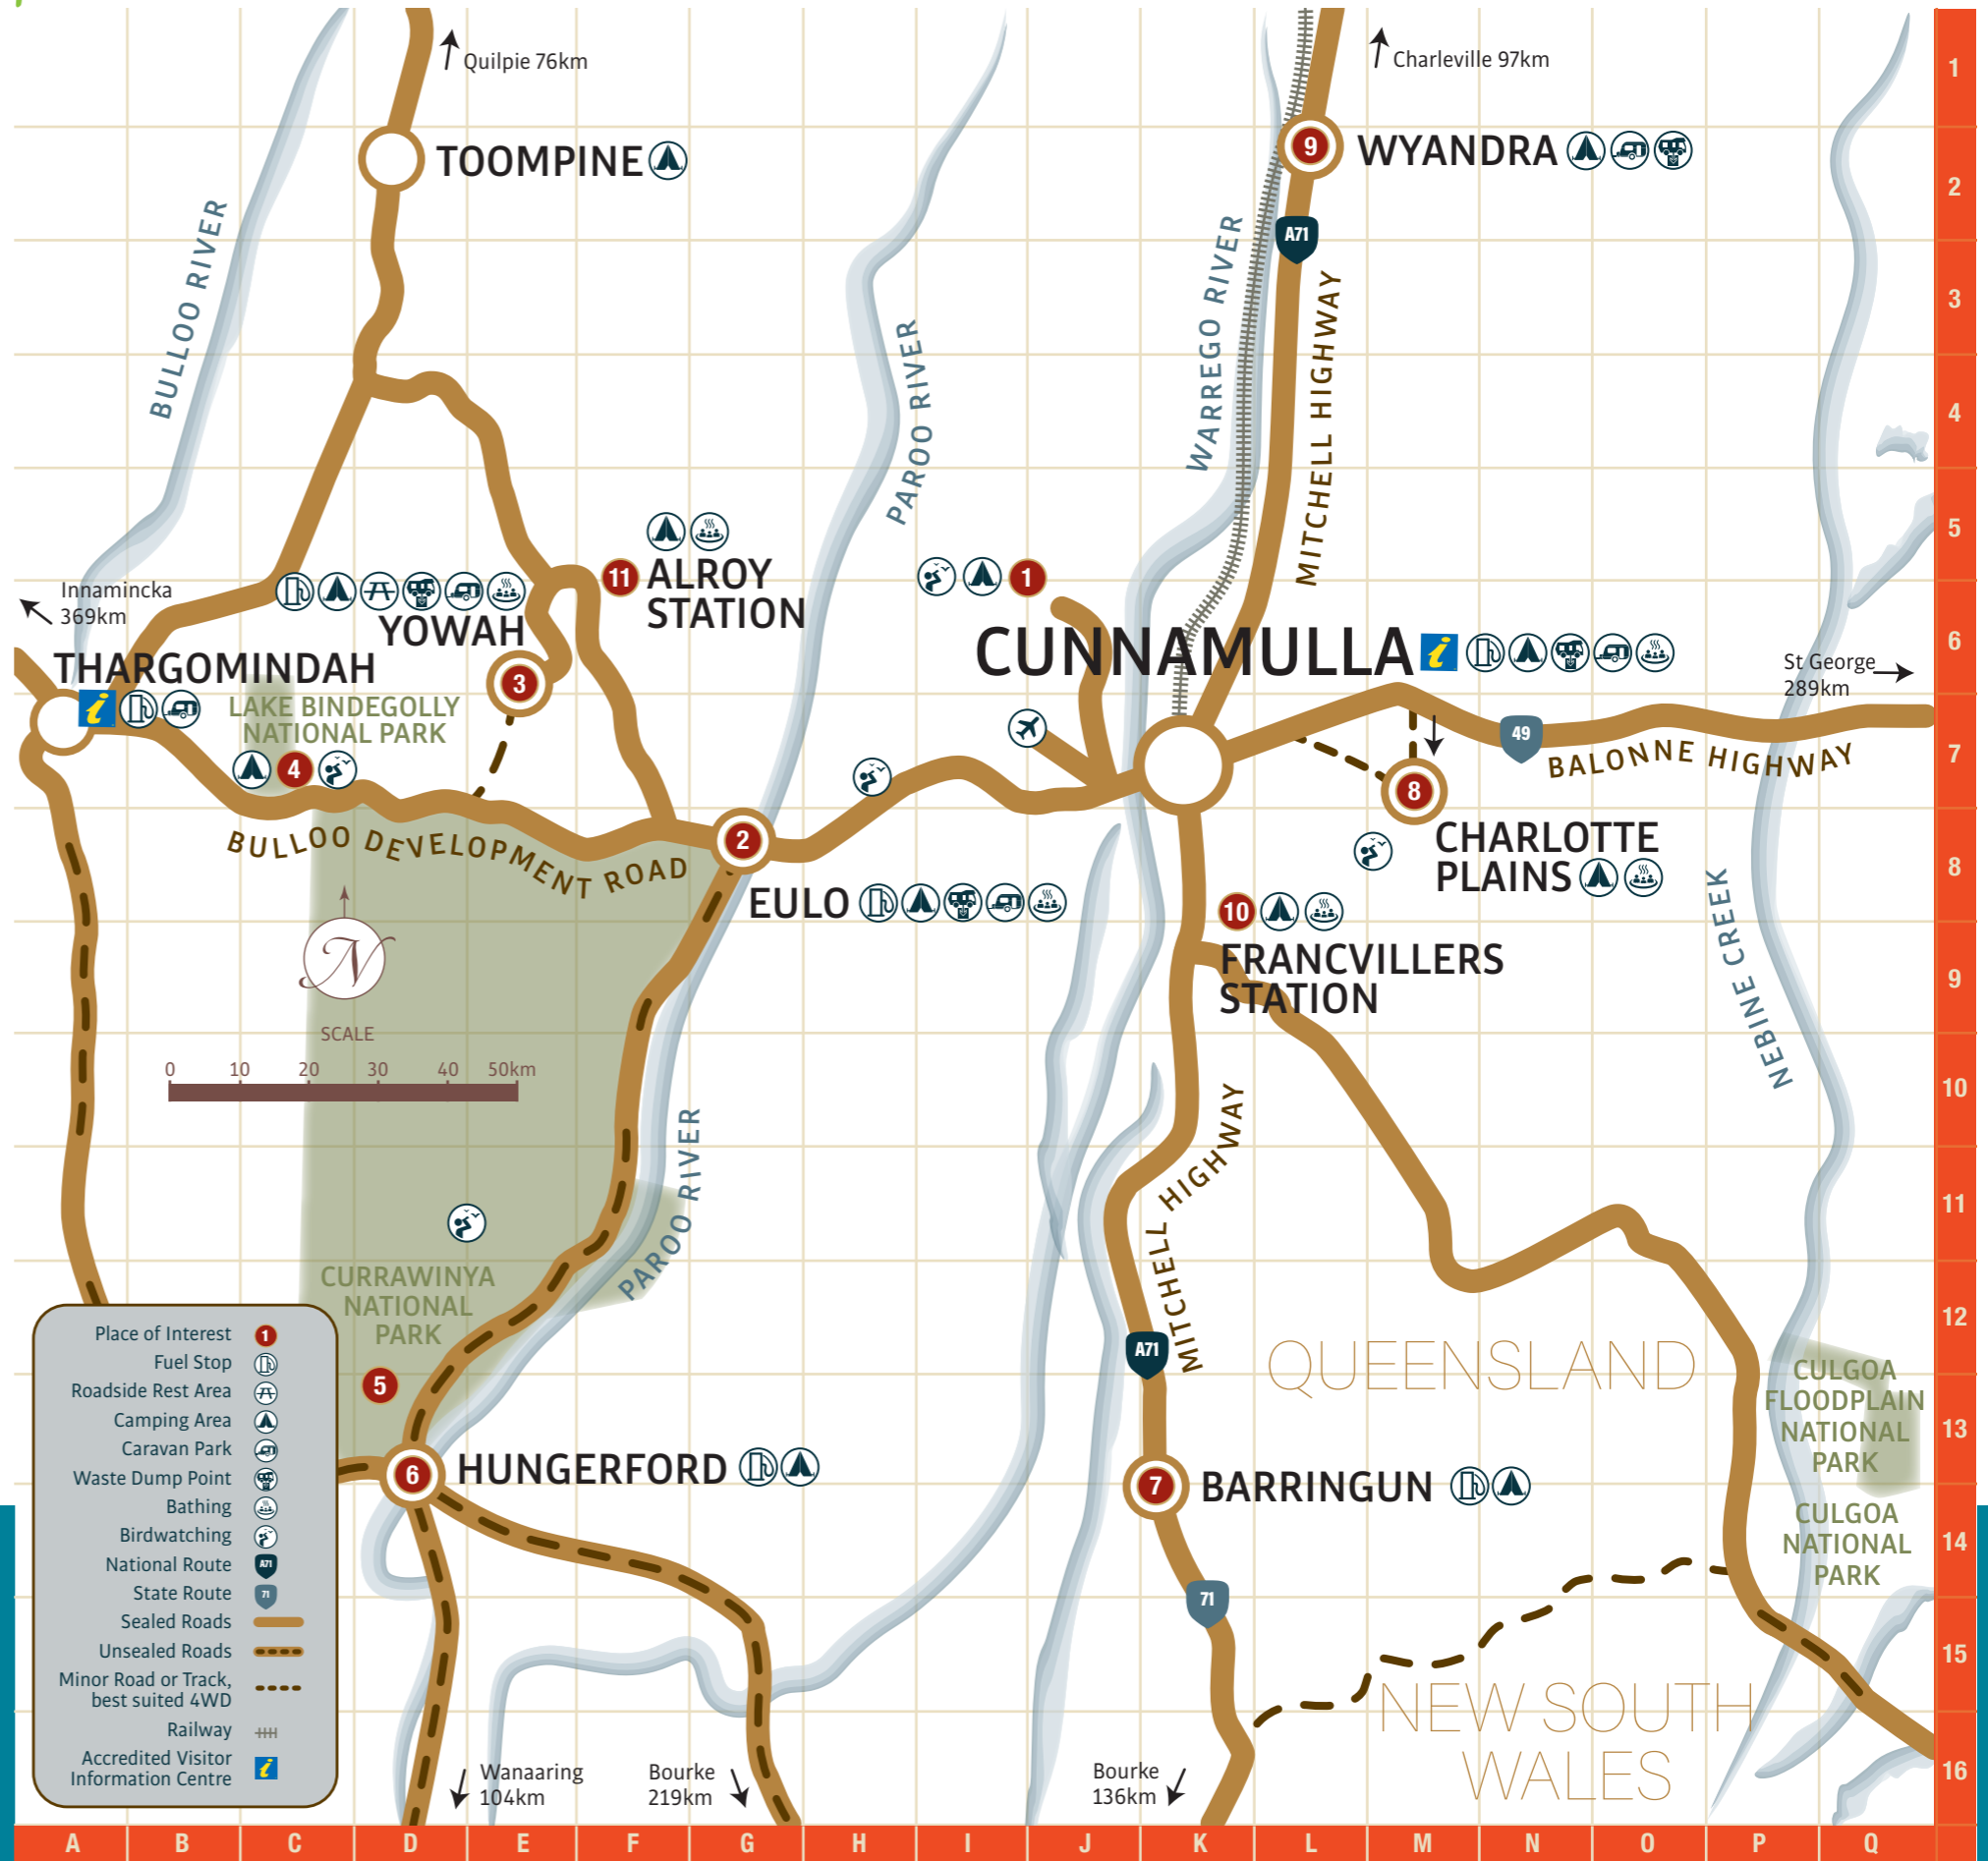 Quilpie 76km
Charleville 97km
1
TOOMPINE
9
WYANDRA
2
A71
BULLOO RIVER
WARREGO RIVER
MITCHELL HIGHWAY
3
PAROO RIVER
4
5
Innamincka
369km
11
ALROY
STATION
1
YOWAH
CUNNAMULLA
i
6
THARGOMINDAH
St George
289km
i
3
LAKE BINDEGOLLY
NATIONAL PARK
4
49
BALONNE HIGHWAY
7
8
BULLOO DEVELOPMENT ROAD
2
CHARLOTTE
PLAINS
8
EULO
10
FRANCVILLERS
STATION
NEBINE CREEK
N
9
SCALE
0 10 20 30 40 50km
10
PAROO RIVER
MITCHELL HIGHWAY
11
CURRAWINYA
NATIONAL
PARK
12
A71
QUEENSLAND
CULGOA
FLOODPLAIN
NATIONAL
PARK
5
13
6
HUNGERFORD
7
BARRINGUN
CULGOA
NATIONAL
PARK
14
71
15
NEW SOUTH
WALES
Wanaaring
104km
Bourke
219km
Bourke
136km
16
Place of Interest 1
Fuel Stop
Roadside Rest Area
Camping Area
Caravan Park
Waste Dump Point
Bathing
Birdwatching
National Route A71
State Route 71
Sealed Roads
Unsealed Roads
Minor Road or Track,
best suited 4WD
Railway
Accredited Visitor
Information Centre i
A B C D E F G H I J K L M N O P Q